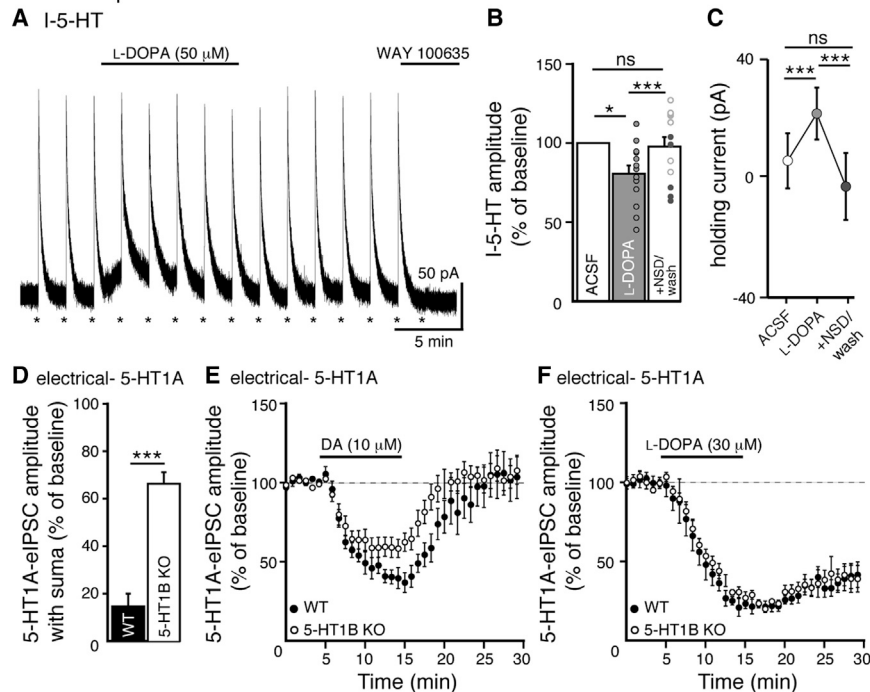 A I-5-HT
L-DOPA (50 μM)
WAY 100635
50 pA
* * * * * * * * * * * * * * *
5 min
B
I-5-HT amplitude
(% of baseline)
150
100
50
0
ns
* ***
ACSF
L-DOPA
+NSD/
wash
C
holding current (pA)
40
0
-40
ns
*** ***
ACSF
L-DOPA
+NSD/
wash
D electrical- 5-HT1A
5-HT1A-eIPSC amplitude
with suma (% of baseline)
100
80
60
40
20
0
***
WT
5-HT1B KO
E electrical- 5-HT1A
5-HT1A-eIPSC amplitude
(% of baseline)
150
100
50
0
DA (10 μM)
WT
5-HT1B KO
5 10 15 20 25 30
Time (min)
F electrical- 5-HT1A
5-HT1A-eIPSC amplitude
(% of baseline)
150
100
50
0
L-DOPA (30 μM)
WT
5-HT1B KO
5 10 15 20 25 30
Time (min)